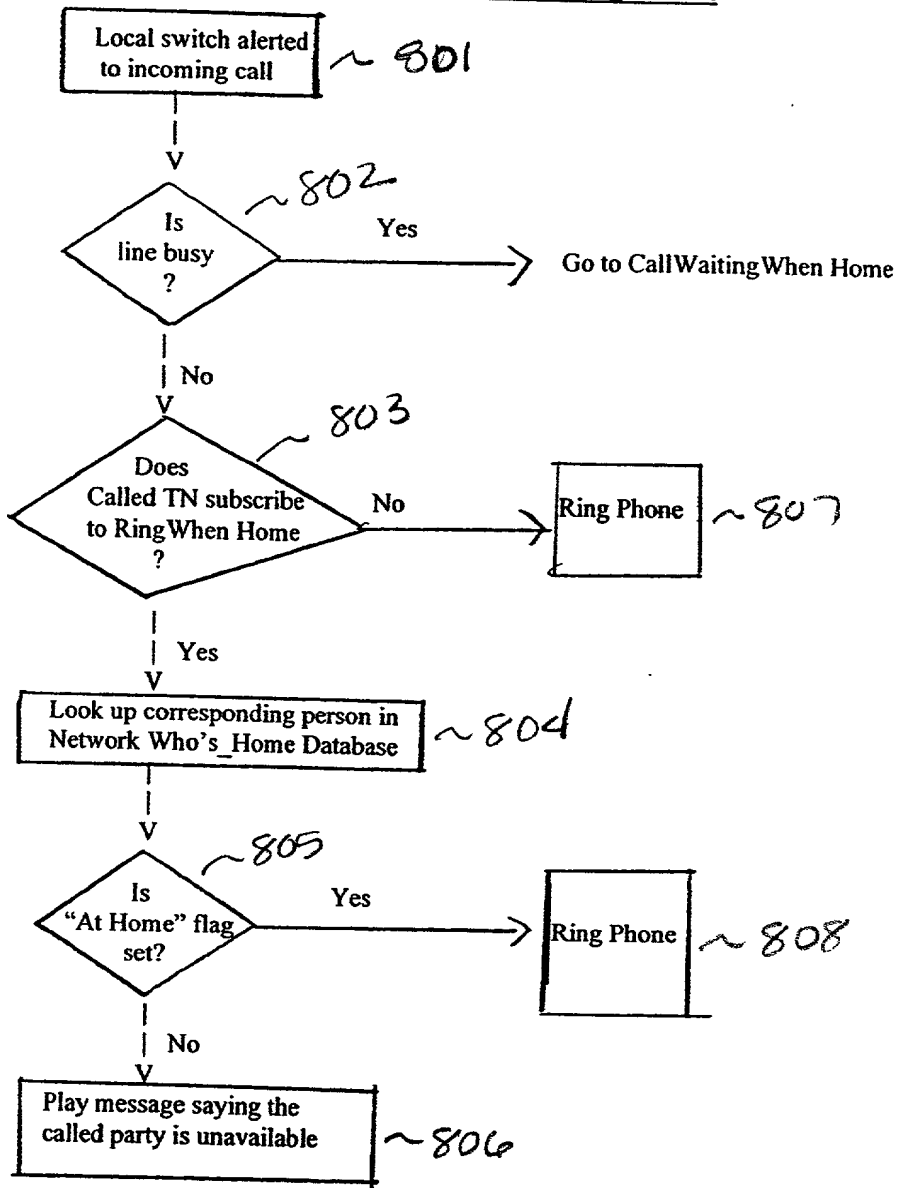 Local switch alerted
to incoming call
~ 801
V
802
Is
line busy
?
Yes
Go to CallWaitingWhen Home
No
V
803
Does
Called TN subscribe
to RingWhen Home
?
No
Ring Phone
~807
Yes
V
Look up corresponding person in
Network Who's_Home Database
~804
V
~805
Is
“At Home” flag
set?
Yes
Ring Phone
~808
No
V
Play message saying the
called party is unavailable
~806